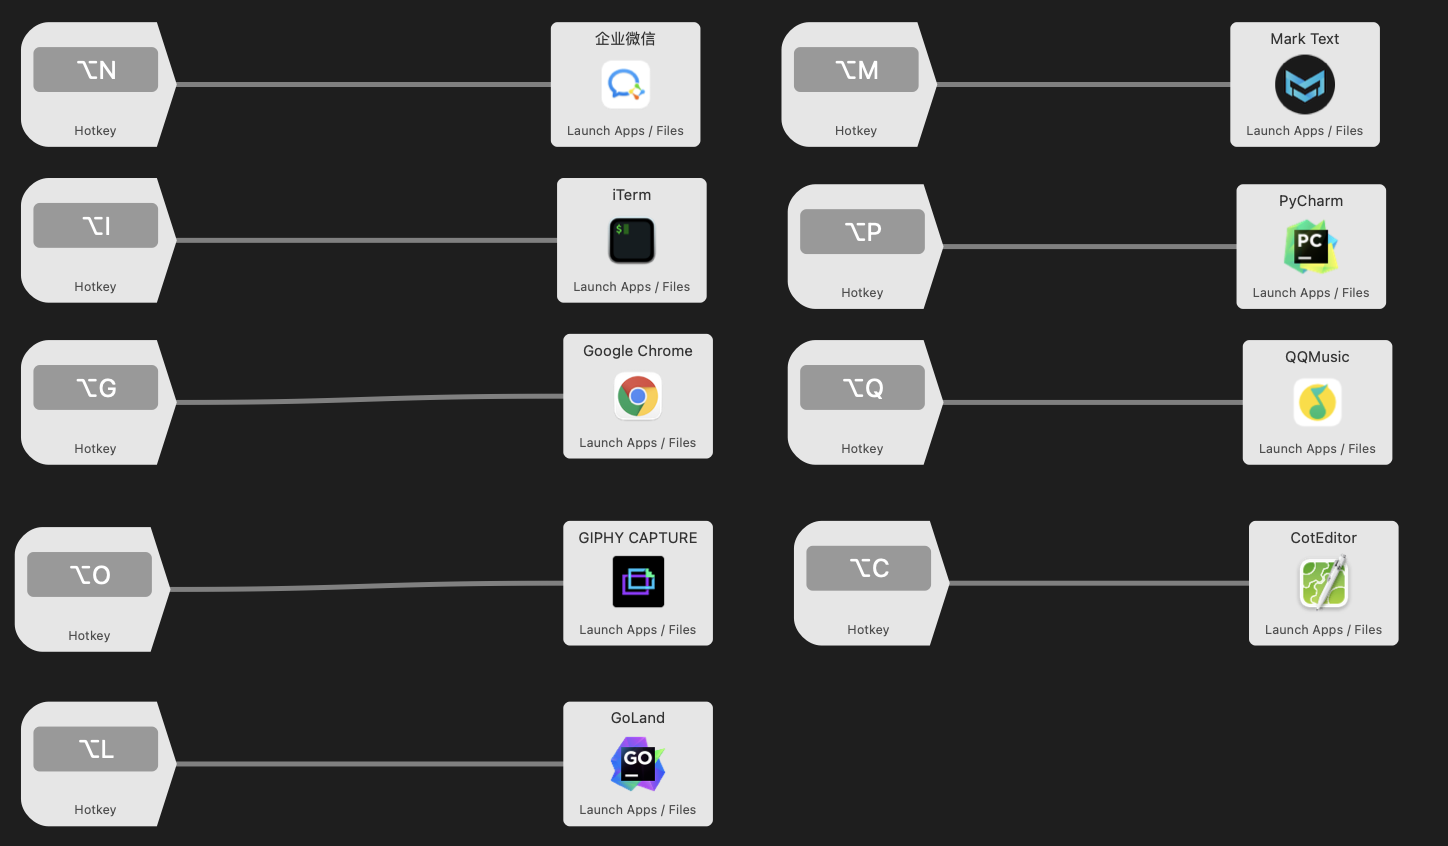 ⌥N
Hotkey
企业微信
Launch Apps / Files
⌥M
Hotkey
Mark Text
Launch Apps / Files
⌥I
Hotkey
iTerm
$
Launch Apps / Files
⌥P
Hotkey
PyCharm
PC
Launch Apps / Files
⌥G
Hotkey
Google Chrome
Launch Apps / Files
⌥Q
Hotkey
QQMusic
Launch Apps / Files
⌥O
Hotkey
GIPHY CAPTURE
Launch Apps / Files
⌥C
Hotkey
CotEditor
Launch Apps / Files
⌥L
Hotkey
GoLand
GO
Launch Apps / Files